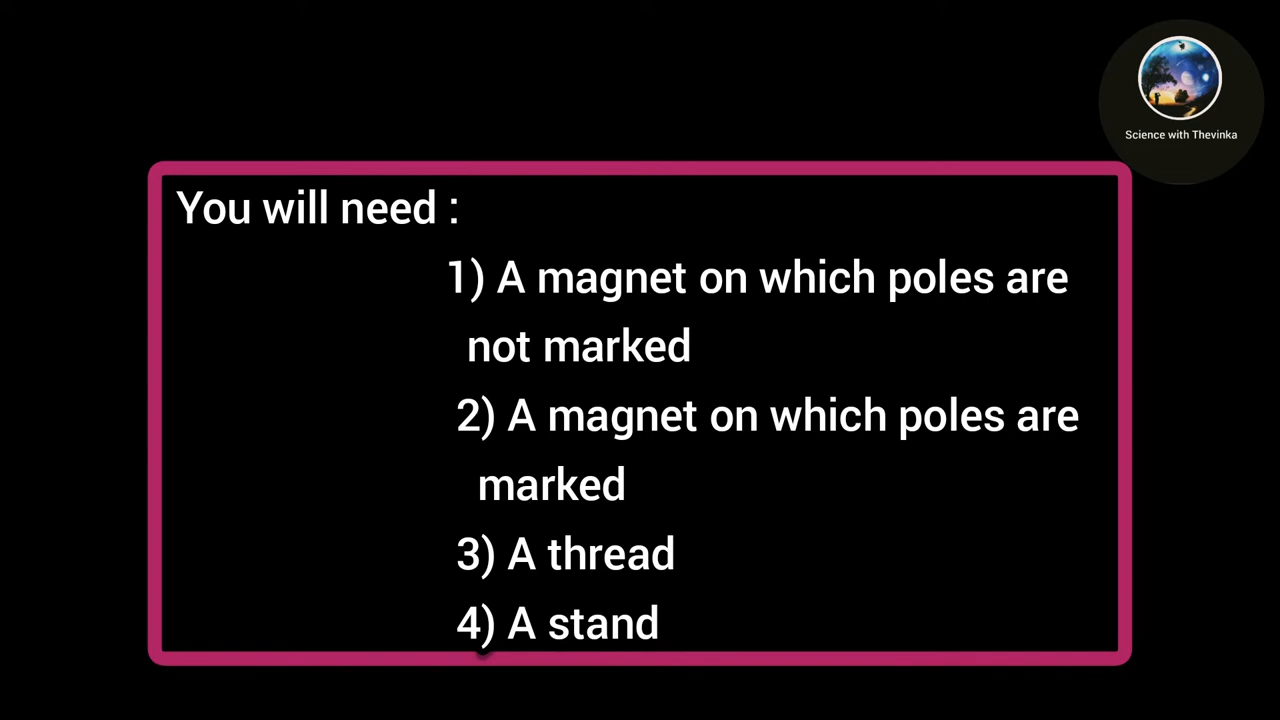 Science with Thevinka
You will need :
1) A magnet on which poles are
not marked
2) A magnet on which poles are
marked
3) A thread
4) A stand